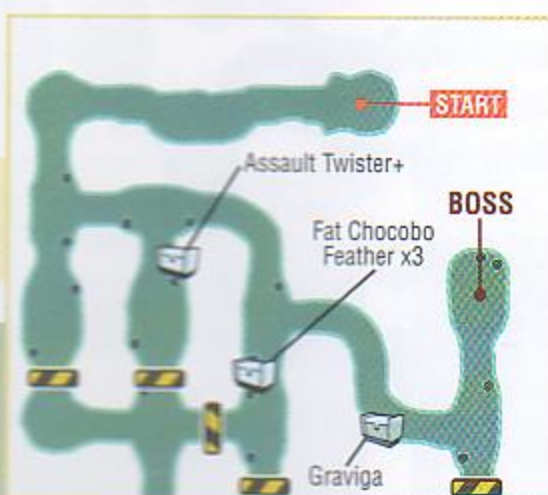 START
Assault Twister+
BOSS
Fat Chocobo
Feather x3
Graviga